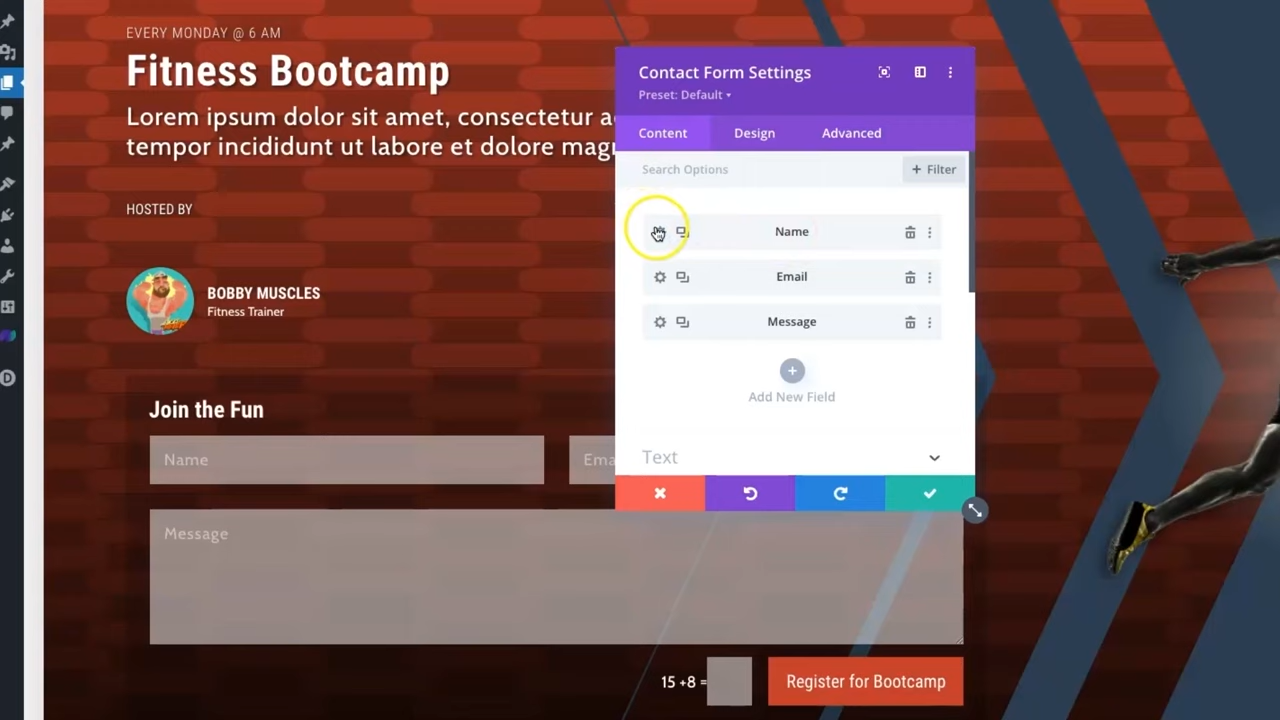 EVERY MONDAY @ 6 AM
Fitness Bootcamp
Lorem ipsum dolor sit amet, consectetur
tempor incididunt ut labore et dolore
HOSTED BY
BOBBY MUSCLES
Fitness Trainer
Join the Fun
Name
Message
15 +8 =
Register for Bootcamp
Contact Form Settings
Preset: Default
Content
Design
Advanced
Search Options
+ Filter
Name
Email
Message
Add New Field
Text